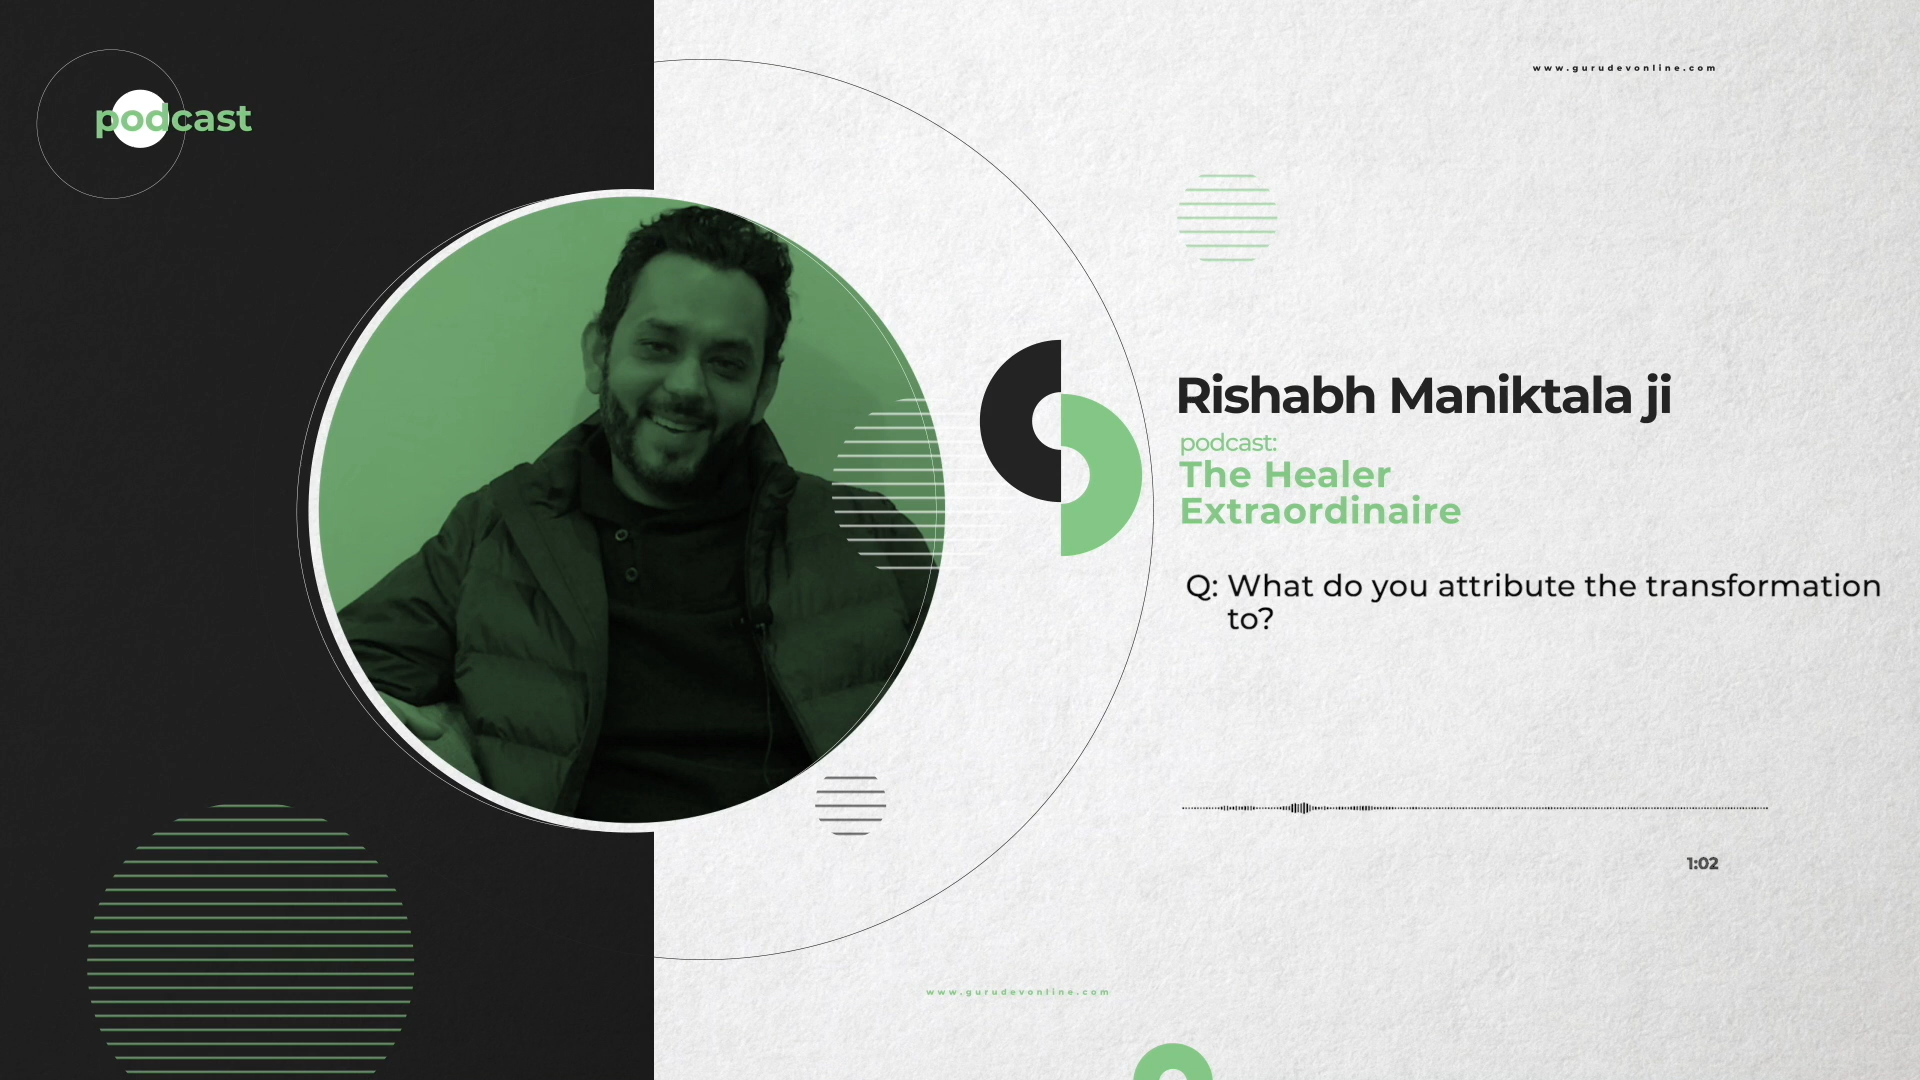 podcast
www.gurudevonline.com
Rishabh Maniktala ji
podcast:
The Healer
Extraordinaire
Q: What do you attribute the transformation
to?
1:02
www.gurudevonline.com